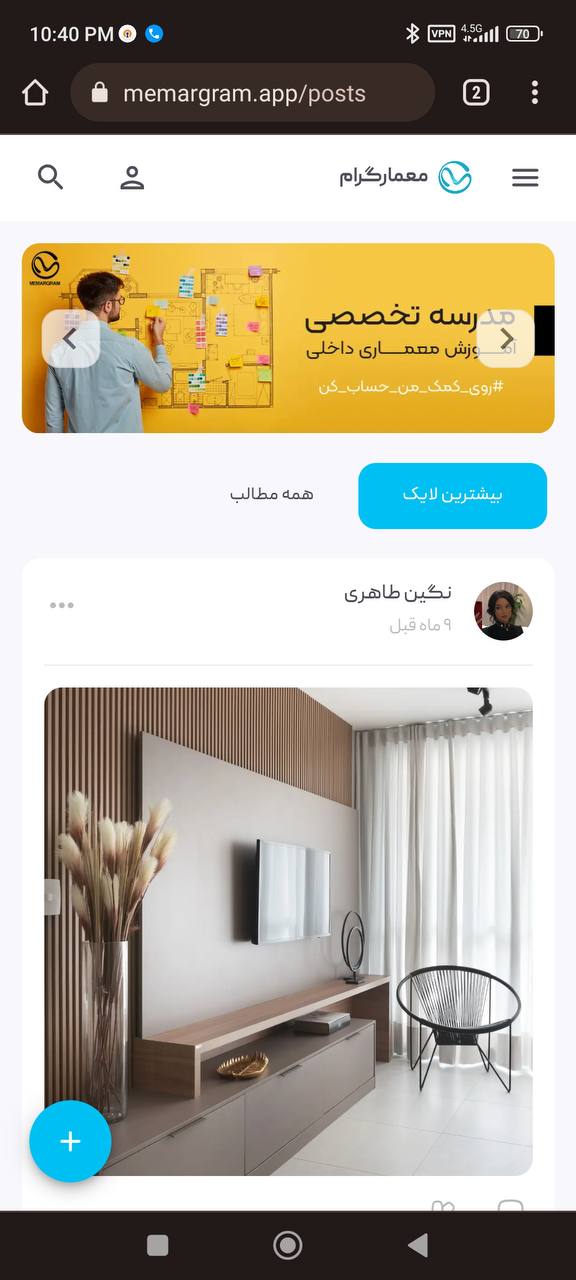 10:40 PM
VPN
4.5G
70
memargram.app/posts
2
معمارگرام
MEMARGRAM
مدرسه تخصصی
آموزش معمـــاری داخلی
#روی_کمک_من_حساب_کن
بیشترین لایک
همه مطالب
نگین طاهری
۹ ماه قبل